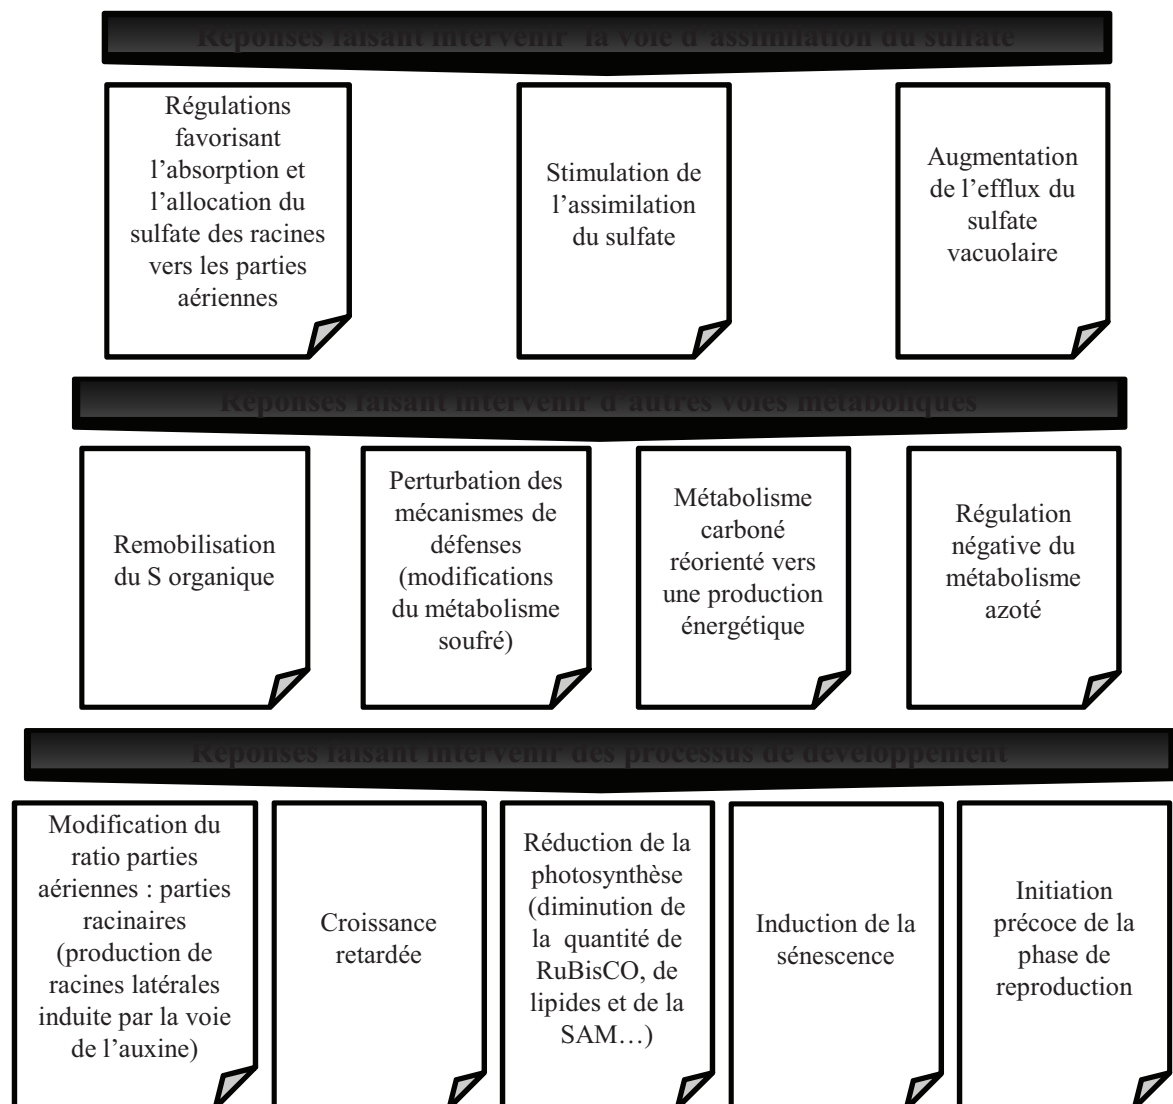 Réponses faisant intervenir la voie d'assimilation du sulfate
Régulations
favorisant
l'absorption et
l'allocation du
sulfate des racines
vers les parties
aériennes
Stimulation de
l'assimilation
du sulfate
Augmentation
de l'efflux du
sulfate
vacuolaire
Réponses faisant intervenir d'autres voies métaboliques
Remobilisation
du S organique
Perturbation des
mécanismes de
défenses
(modifications
du métabolisme
soufré)
Métabolisme
carboné
réorienté vers
une production
énergétique
Régulation
négative du
métabolisme
azoté
Réponses faisant intervenir des processus de développement
Modification du
ratio parties
aériennes : parties
racinaires
(production de
racines latérales
induite par la voie
de l'auxine)
Croissance
retardée
Réduction de la
photosynthèse
(diminution de
la quantité de
RuBisCO, de
lipides et de la
SAM…)
Induction de la
sénescence
Initiation
précoce de la
phase de
reproduction